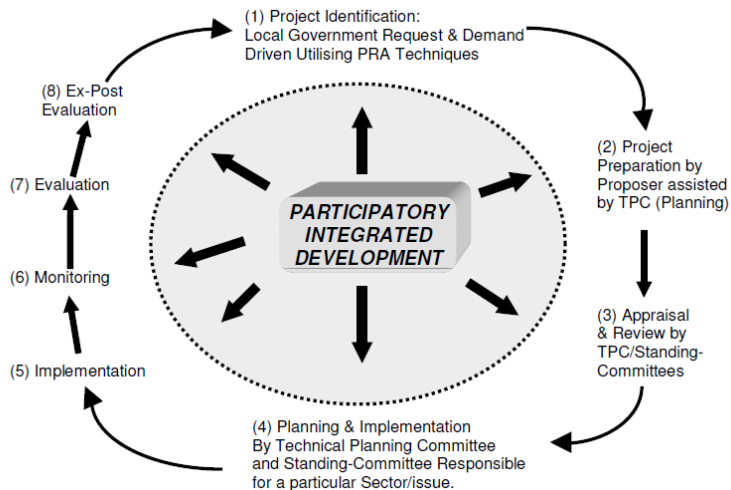 (1) Project Identification:
Local Government Request & Demand
Driven Utilising PRA Techniques
(2) Project
Preparation by
Proposer assisted
by TPC (Planning)
(3) Appraisal
& Review by
TPC/Standing-
Committees
(4) Planning & Implementation
By Technical Planning Committee
and Standing-Committee Responsible
for a particular Sector/issue.
(5) Implementation
(6) Monitoring
(7) Evaluation
(8) Ex-Post
Evaluation
PARTICIPATORY
INTEGRATED
DEVELOPMENT